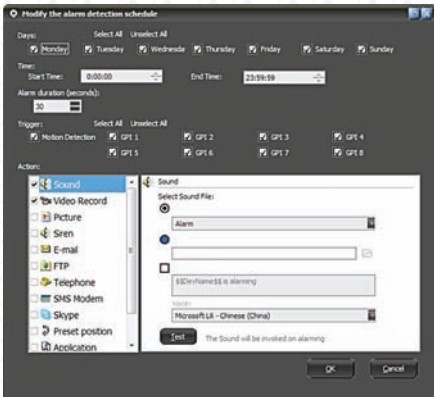 Modify the alarm detection schedule
Days: Select All Unselect All
Monday Tuesday Wednesde Thursday Friday Saturday Sunday
Time:
Start Time: 0:00:00 End Time: 23:59:59
Alarm duration (seconds):
30
Trigger: Select All Unselect All
Motion Detection GPI 1 GPI 2 GPI 3 GPI 4
GPI 5 GPI 6 GPI 7 GPI 8
Action:
Sound
Video Record
Picture
Siren
E-mail
FTP
Telephone
SMS Modem
Skype
Preset position
Application
Sound
Select Sound File:
Alarm
$$DevName$$ is alarming
Voice:
Microsoft Lili - Chinese (China)
Test The Sound will be invoked on alarming
OK Cancel